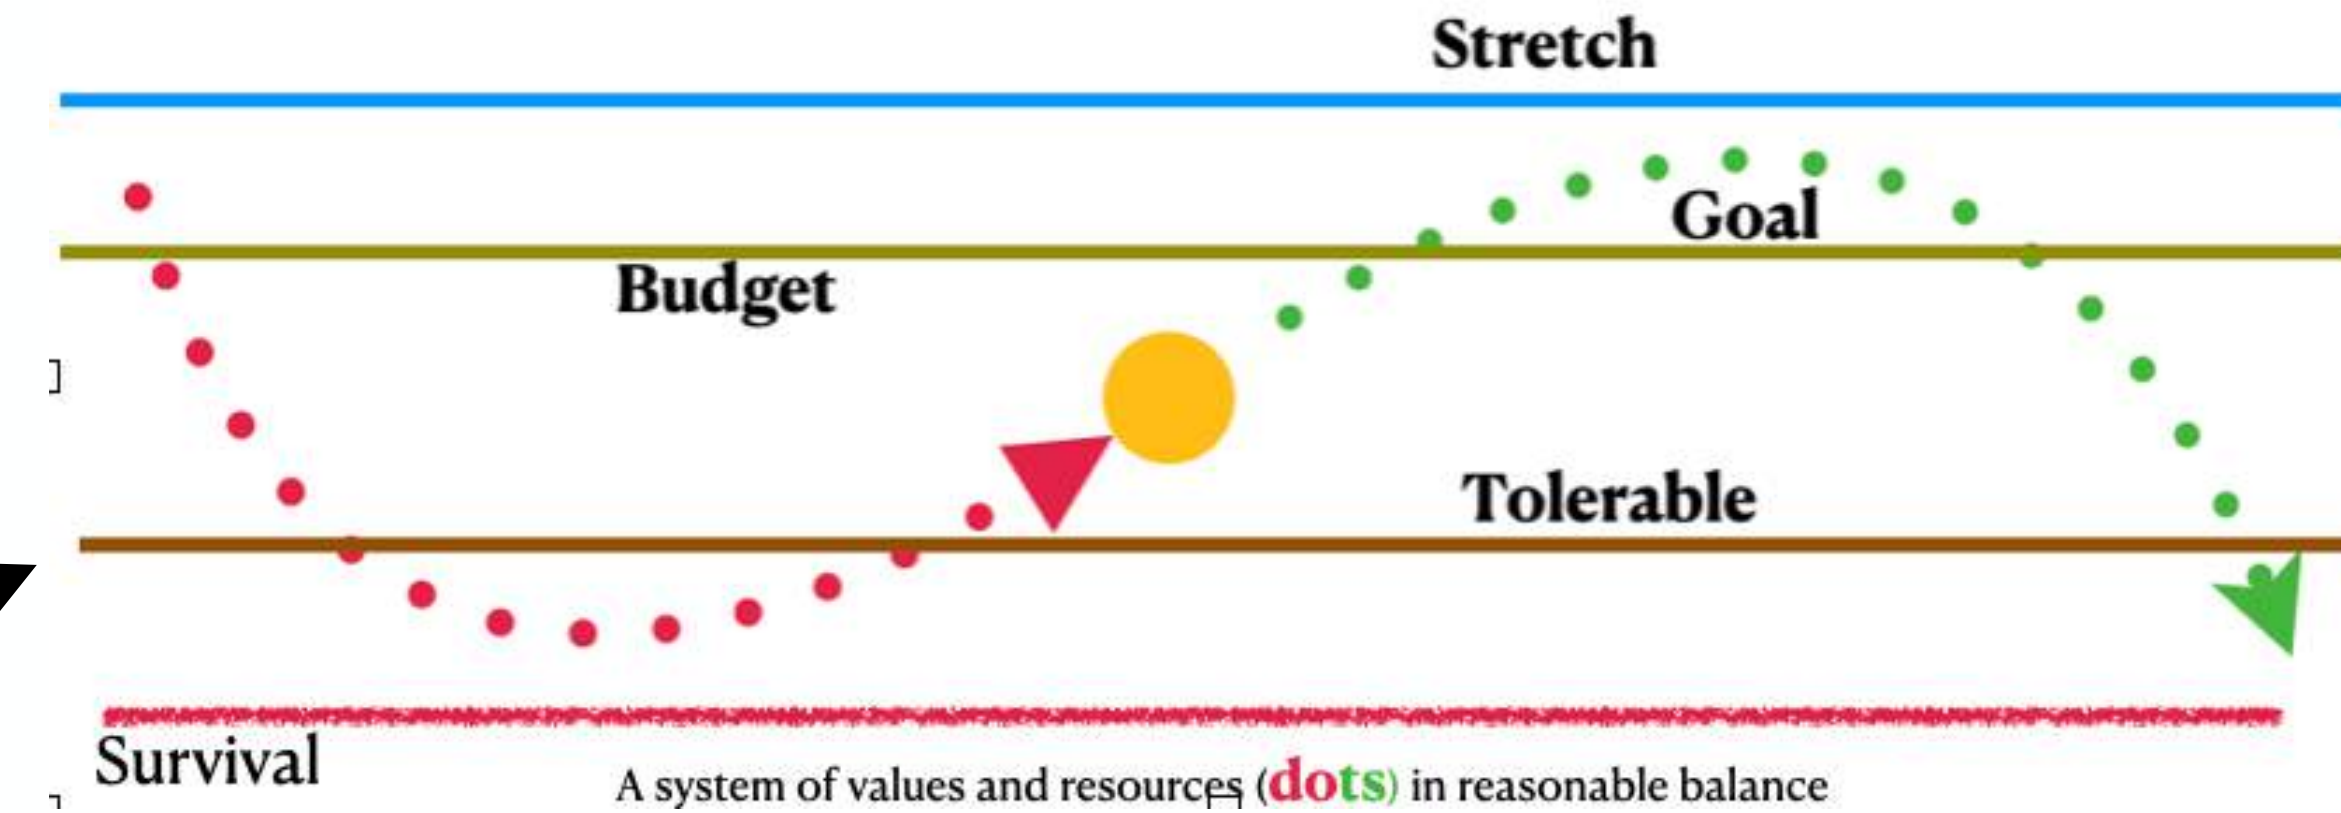 Stretch
Goal
Budget
Tolerable
Survival
A system of values and resources (dots) in reasonable balance